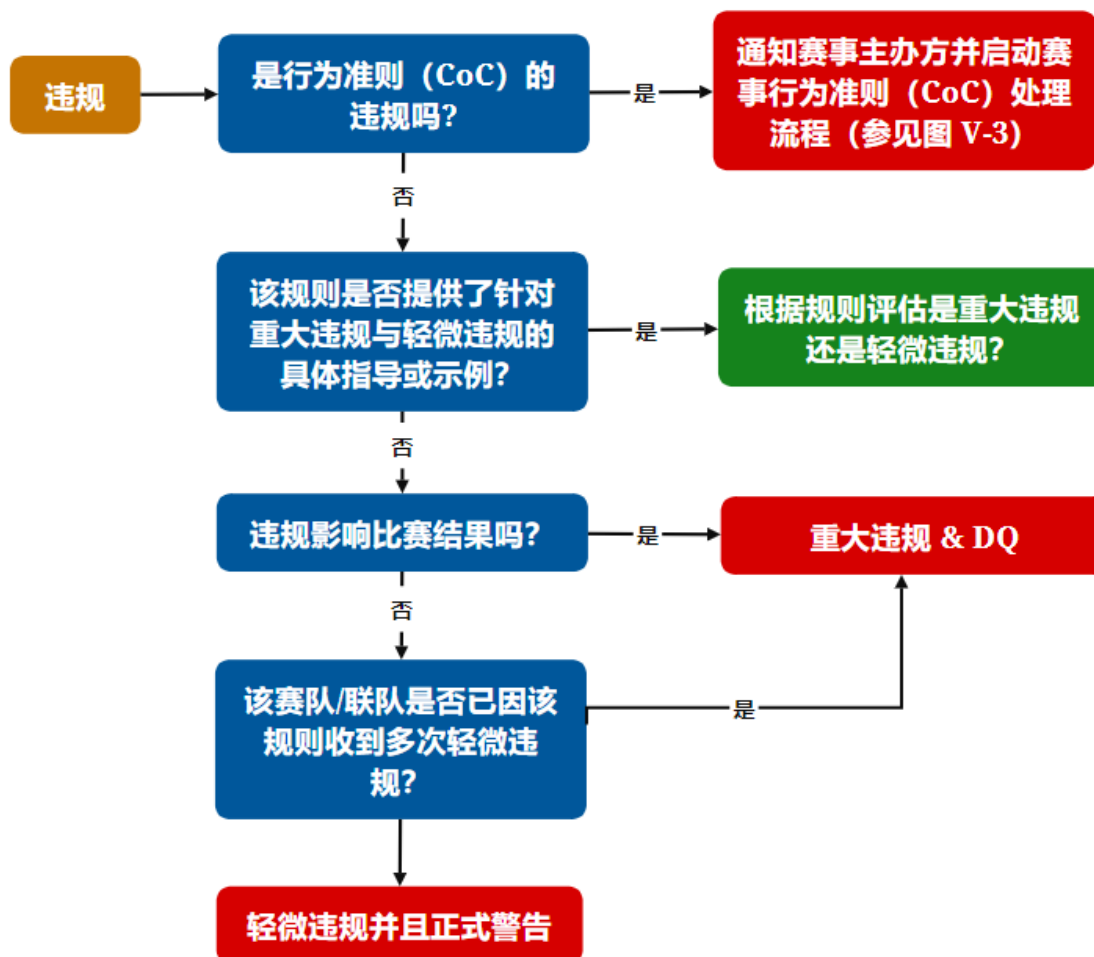 违规
是行为准则（CoC）的
违规吗?
是
通知赛事主办方并启动赛
事行为准则（CoC）处理
流程（参见图 V-3）
否
该规则是否提供了针对
重大违规与轻微违规的
具体指导或示例?
是
根据规则评估是重大违规
还是轻微违规?
否
违规影响比赛结果吗?
是
重大违规 & DQ
否
该赛队/联队是否已因该
规则收到多次轻微违
规?
是
轻微违规并且正式警告